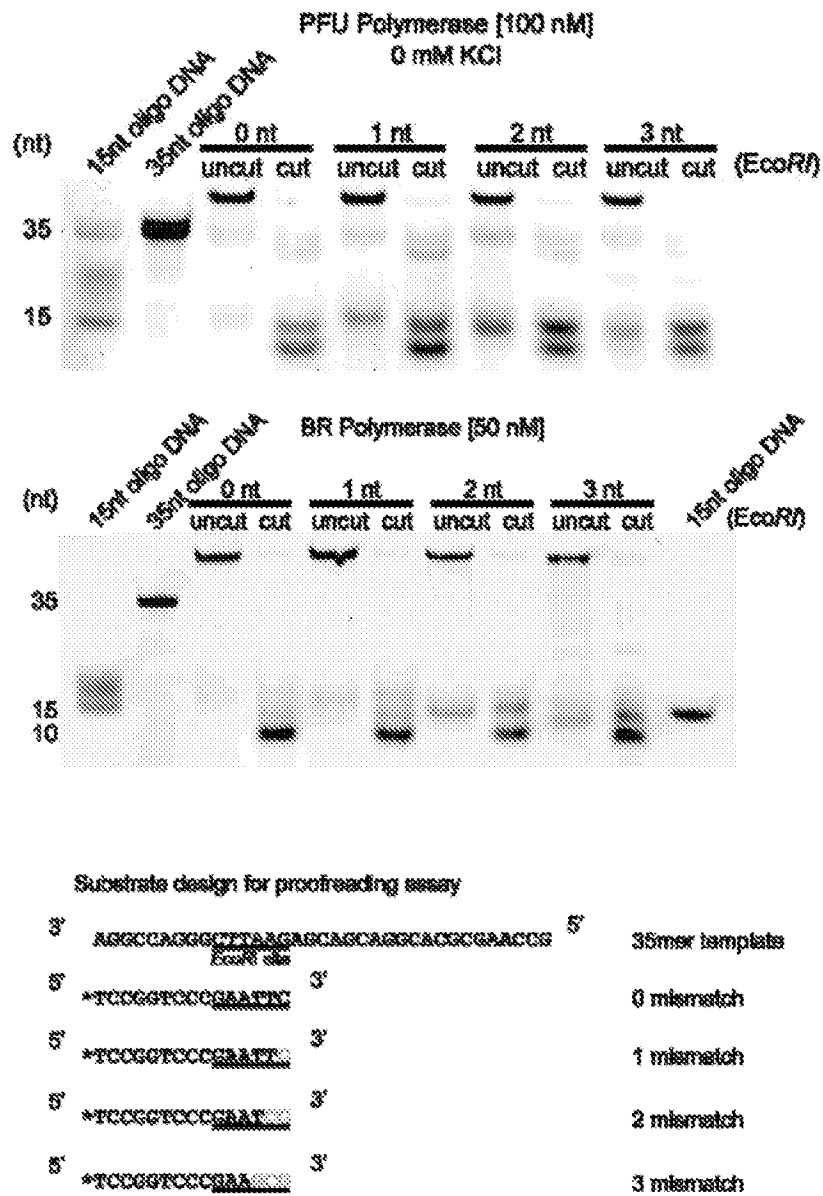 PFU Polymerase [100 nM]
0 mM KCl
15nt oligo DNA
35nt oligo DNA
(nt)
0 nt
1 nt
2 nt
3 nt
uncut cut uncut cut uncut cut uncut cut
(EcoRI)
35
15
BR Polymerase [50 nM]
15nt oligo DNA
35nt oligo DNA
15nt oligo DNA
(nt)
0 nt
1 nt
2 nt
3 nt
uncut cut uncut cut uncut cut uncut cut
(EcoRI)
35
15
10
Substrate design for proofreading assay
3' AGGCCAGGGCTTAAGAGCAGCAGGCACGCGAACCG 5' 35mer template
EcoRI site
5' *TCCGGTCCCGAATTC 3' 0 mismatch
5' *TCCGGTCCCGAATT 3' 1 mismatch
5' *TCCGGTCCCGAAT 3' 2 mismatch
5' *TCCGGTCCCGAA 3' 3 mismatch